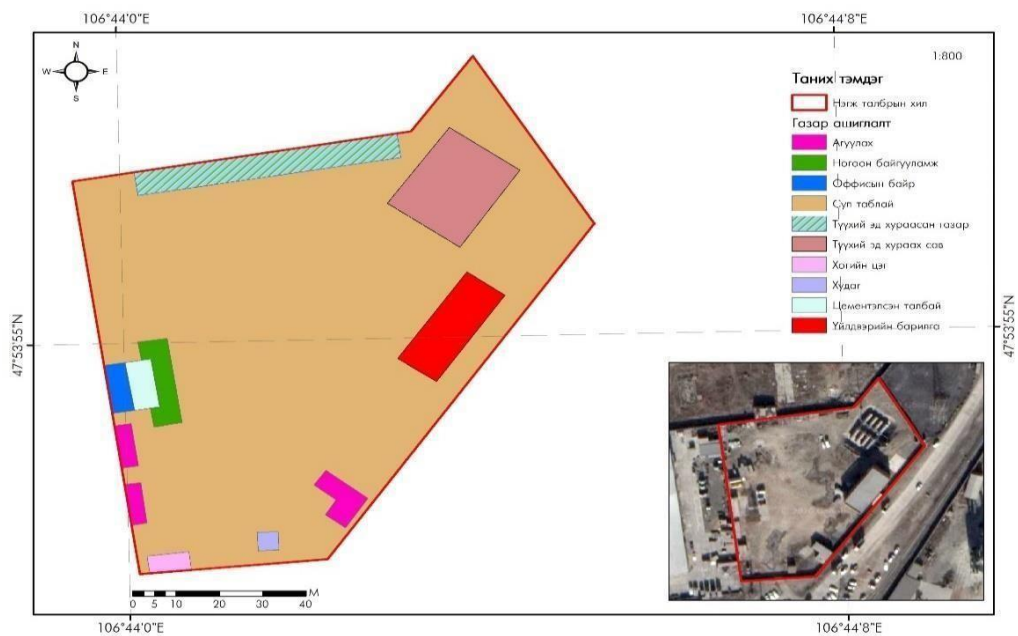 106°44'0"E
106°44'8"E
N
W E
S
1:800
Таних тэмдэг
Нэгж талбрын хил
Газар ашиглалт
Агуулах
Ногоон байгууламж
Оффисын байр
Суп таблай
Түүхий эд хураасан газар
Түүхий эд хураах сав
Хогийн цэг
Худаг
Цементэлсэн талбай
Үйлдвэрийн барилга
47°53'55"N
47°53'55"N
M
0 5 10 20 30 40
106°44'0"E
106°44'8"E